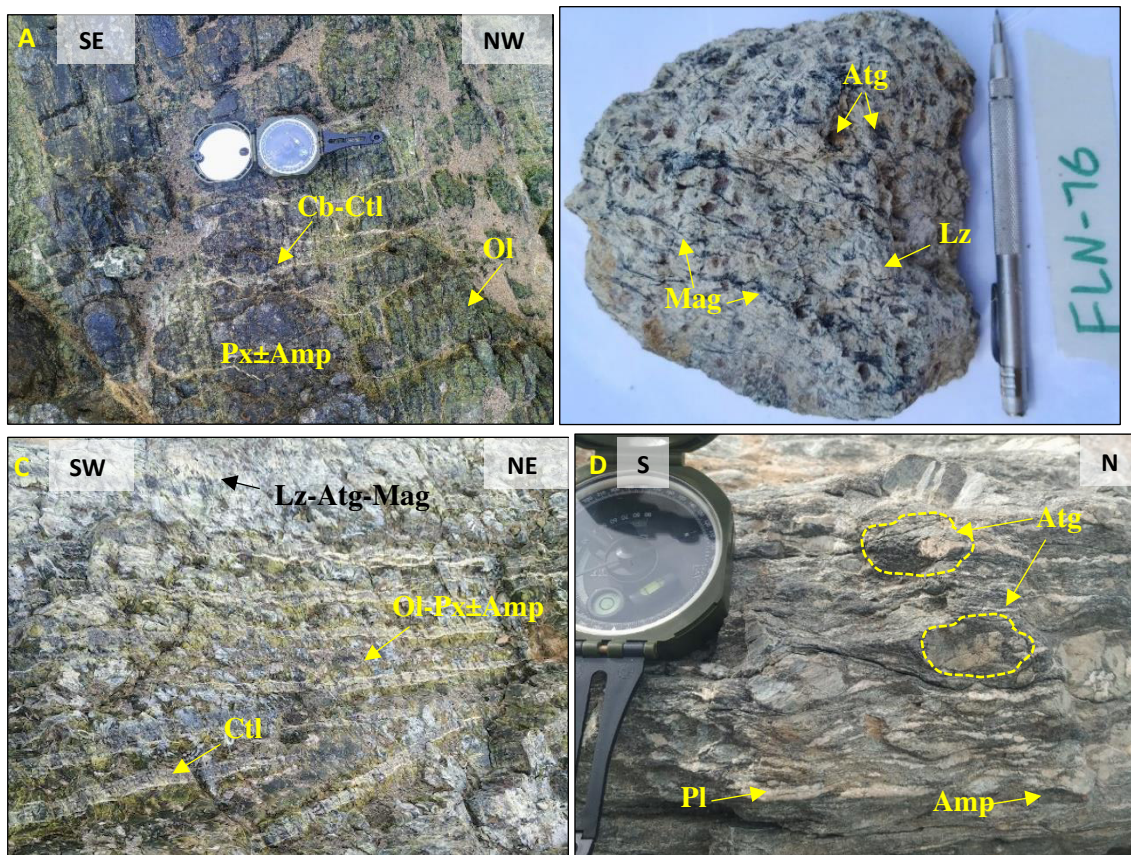 A SE NW
Cb-Ctl
Ol
Px±Amp
Atg
Lz
Mag
FLN-76
C SW NE
Lz-Atg-Mag
Ol-Px±Amp
Ctl
D S N
Atg
Pl
Amp